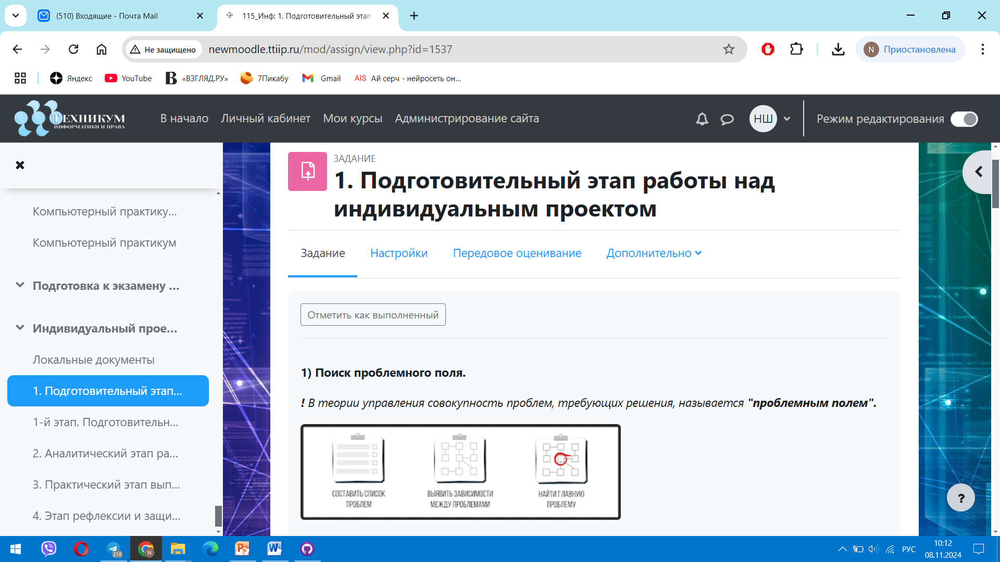 (510) Входящие - Почта Mail
115_Инф: 1. Подготовительный этап
Не защищено
newmoodle.ttiip.ru/mod/assign/view.php?id=1537
N
Приостановлена
Яндекс
YouTube
«ВЗГЛЯД.РУ»
7Пикабу
Gmail
AIS Ай серч - нейросеть он...
ТЕХНИКУМ
ИНФОРМАТИКИ И ПРАВА
В начало
Личный кабинет
Мои курсы
Администрирование сайта
НШ
Режим редактирования
Компьютерный практику...
Компьютерный практикум
Подготовка к экзамену ...
Индивидуальный прое...
Локальные документы
1. Подготовительный этап...
1-й этап. Подготовительн...
2. Аналитический этап ра...
3. Практический этап вып...
4. Этап рефлексии и защи...
ЗАДАНИЕ
1. Подготовительный этап работы над
индивидуальным проектом
Задание
Настройки
Передовое оценивание
Дополнительно
Отметить как выполненный
1) Поиск проблемного поля.
! В теории управления совокупность проблем, требующих решения, называется "проблемным полем".
СОСТАВИТЬ СПИСОК
ПРОБЛЕМ
ВЫЯВИТЬ ЗАВИСИМОСТИ
МЕЖДУ ПРОБЛЕМАМИ
НАЙТИ ГЛАВНУЮ
ПРОБЛЕМУ
?
218
N
РУС
10:12
08.11.2024